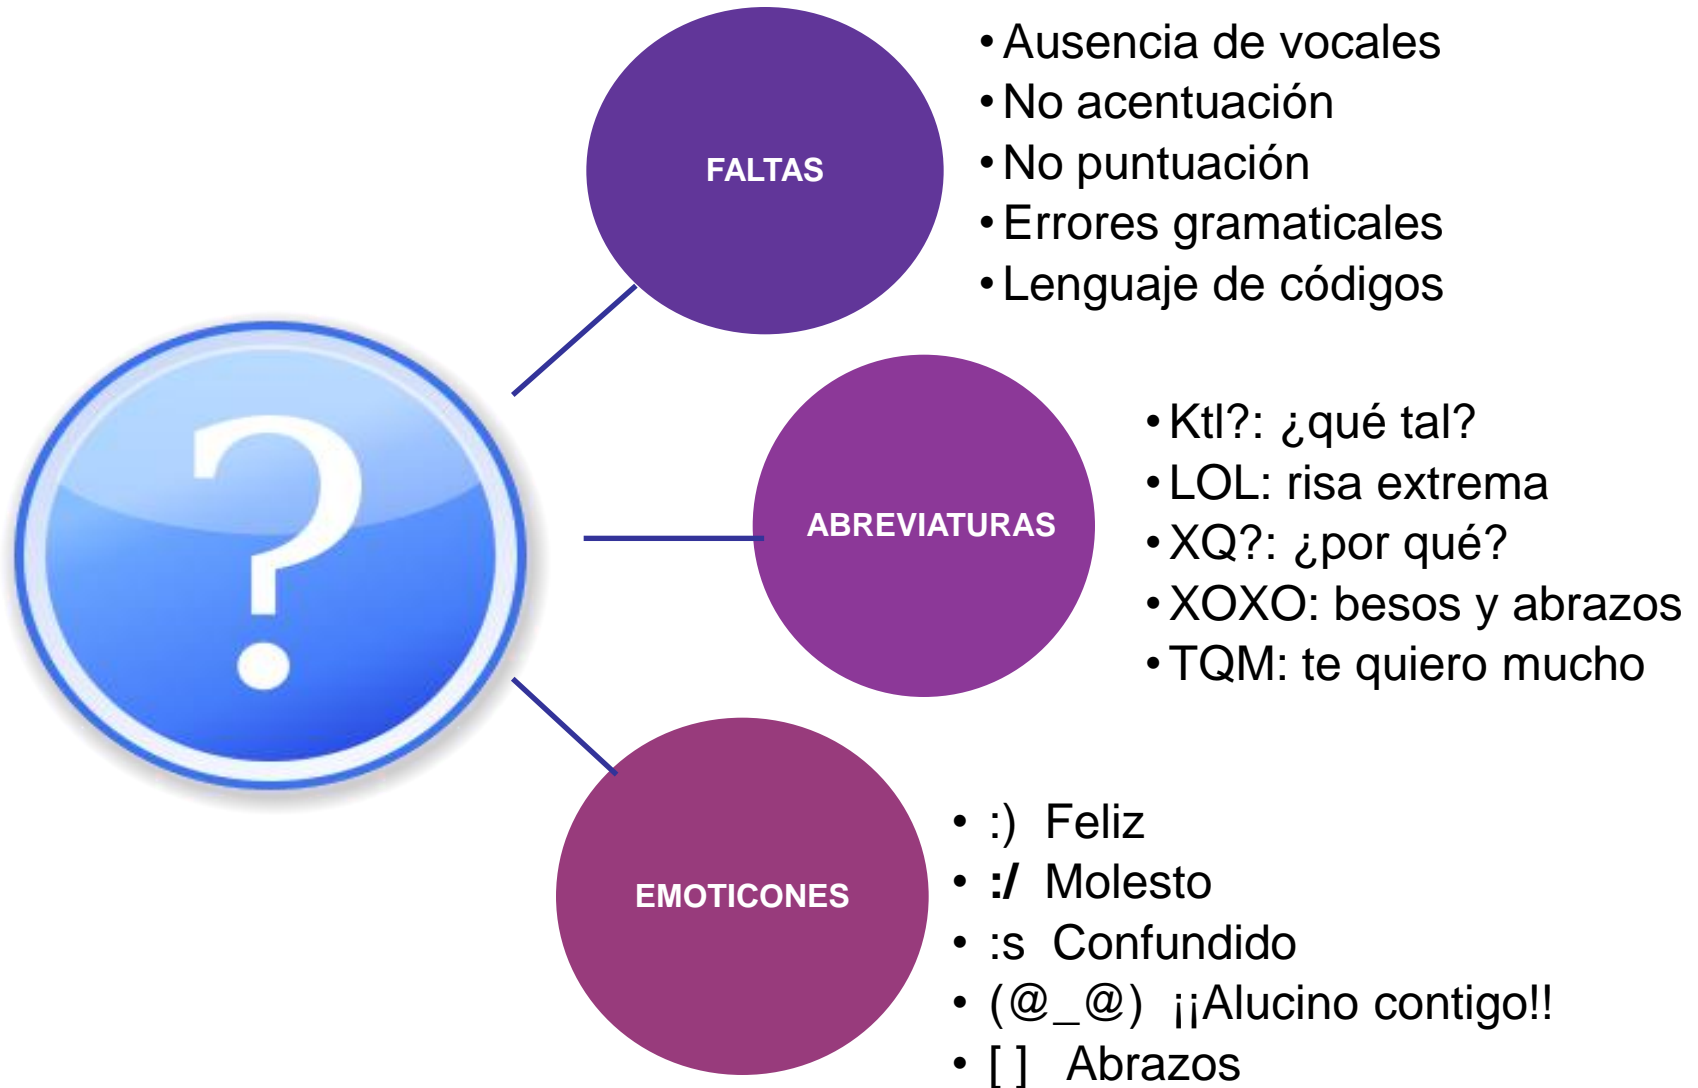 ?
FALTAS
• Ausencia de vocales
• No acentuación
• No puntuación
• Errores gramaticales
• Lenguaje de códigos
ABREVIATURAS
• Ktl?: ¿qué tal?
• LOL: risa extrema
• XQ?: ¿por qué?
• XOXO: besos y abrazos
• TQM: te quiero mucho
EMOTICONES
• :) Feliz
• :/ Molesto
• :s Confundido
• (@_@) ¡¡Alucino contigo!!
• [ ] Abrazos